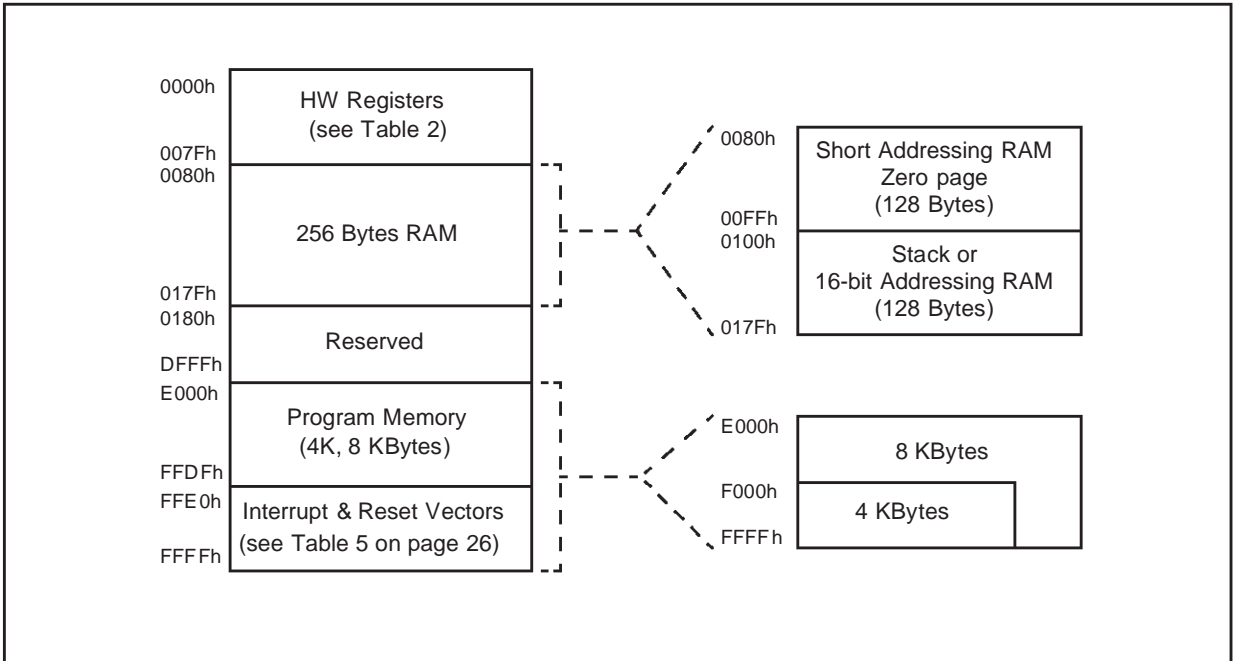 0000h
HW Registers
(see Table 2)
007Fh
0080h
256 Bytes RAM
017Fh
0180h
Reserved
DFFFh
E000h
Program Memory
(4K, 8 KBytes)
FFDFh
FFE0h
Interrupt & Reset Vectors
(see Table 5 on page 26)
FFFFh
0080h
Short Addressing RAM
Zero page
(128 Bytes)
00FFh
0100h
Stack or
16-bit Addressing RAM
(128 Bytes)
017Fh
E000h
8 KBytes
F000h
4 KBytes
FFFFh